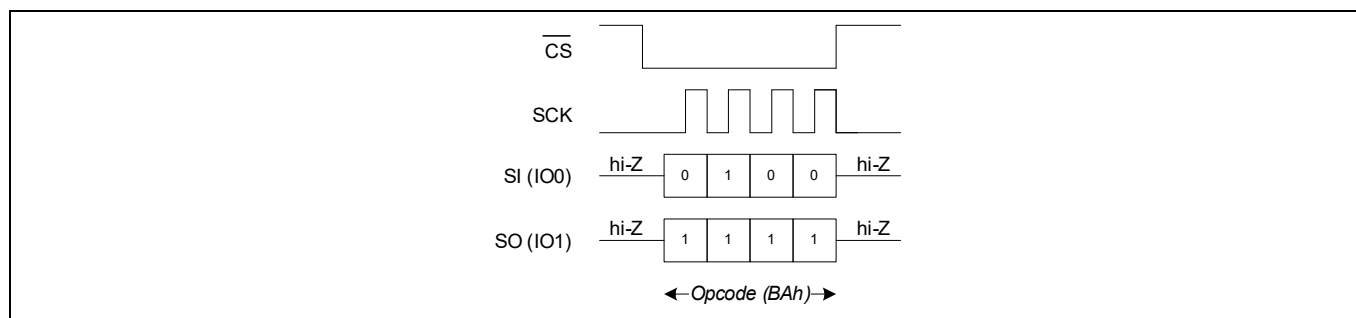 CS
SCK
hi-Z 0 1 0 0 hi-Z
SI (IO0)
hi-Z 1 1 1 1 hi-Z
SO (IO1)
Opcode (BAh)